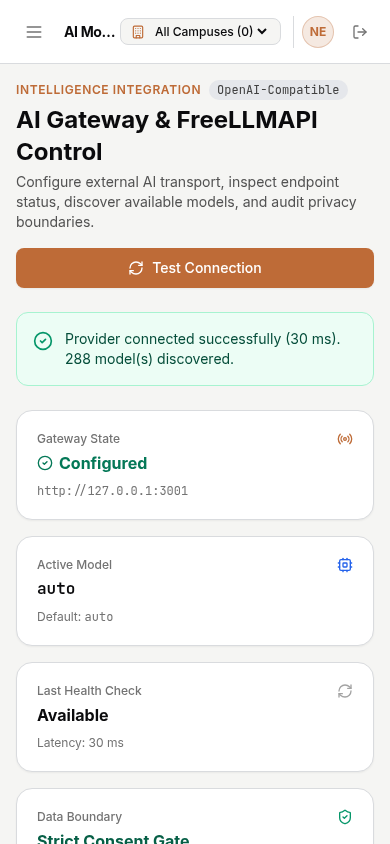 AI Mo...
All Campuses (0)
NE
INTELLIGENCE INTEGRATION
OpenAI-Compatible
AI Gateway & FreeLLMAPI
Control
Configure external AI transport, inspect endpoint
status, discover available models, and audit privacy
boundaries.
Test Connection
Provider connected successfully (30 ms).
288 model(s) discovered.
Gateway State
Configured
http://127.0.0.1:3001
Active Model
auto
Default: auto
Last Health Check
Available
Latency: 30 ms
Data Boundary
Strict Consent Gate